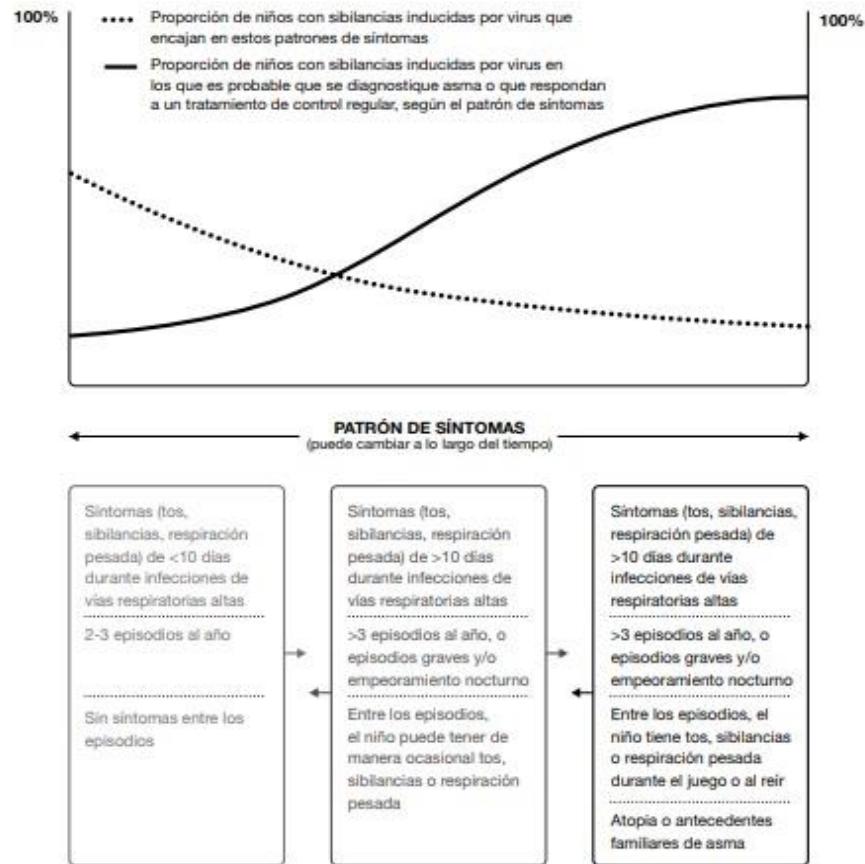 100%
100%
Proporción de niños con sibilancias inducidas por virus que
encajan en estos patrones de síntomas
Proporción de niños con sibilancias inducidas por virus en
los que es probable que se diagnostique asma o que respondan
a un tratamiento de control regular, según el patrón de síntomas
PATRÓN DE SÍNTOMAS
(puede cambiar a lo largo del tiempo)
Síntomas (tos,
sibilancias, respiración
pesada) de <10 días
durante infecciones de
vías respiratorias altas
2-3 episodios al año
Sin síntomas entre los
episodios
Síntomas (tos,
sibilancias, respiración
pesada) de >10 días
durante infecciones de
vías respiratorias altas
>3 episodios al año, o
episodios graves y/o
empeoramiento nocturno
Entre los episodios,
el niño puede tener de
manera ocasional tos,
sibilancias o respiración
pesada
Síntomas (tos, sibilancias,
respiración pesada) de
>10 días durante
infecciones de vías
respiratorias altas
>3 episodios al año, o
episodios graves y/o
empeoramiento nocturno
Entre los episodios, el
niño tiene tos, sibilancias
o respiración pesada
durante el juego o al reír
Atopia o antecedentes
familiares de asma